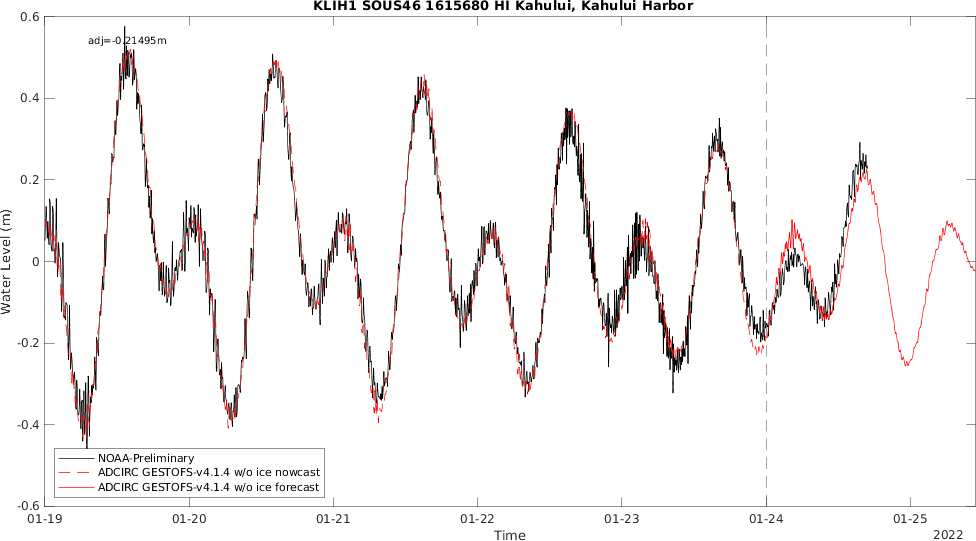 KLIH1 SOUS46 1615680 HI Kahului, Kahului Harbor
adj=-0.21495m
0.6
0.4
0.2
0
-0.2
-0.4
-0.6
Water Level (m)
NOAA-Preliminary
ADCIRC GESTOFS-v4.1.4 w/o ice nowcast
ADCIRC GESTOFS-v4.1.4 w/o ice forecast
01-19 01-20 01-21 01-22 01-23 01-24 01-25
Time
2022